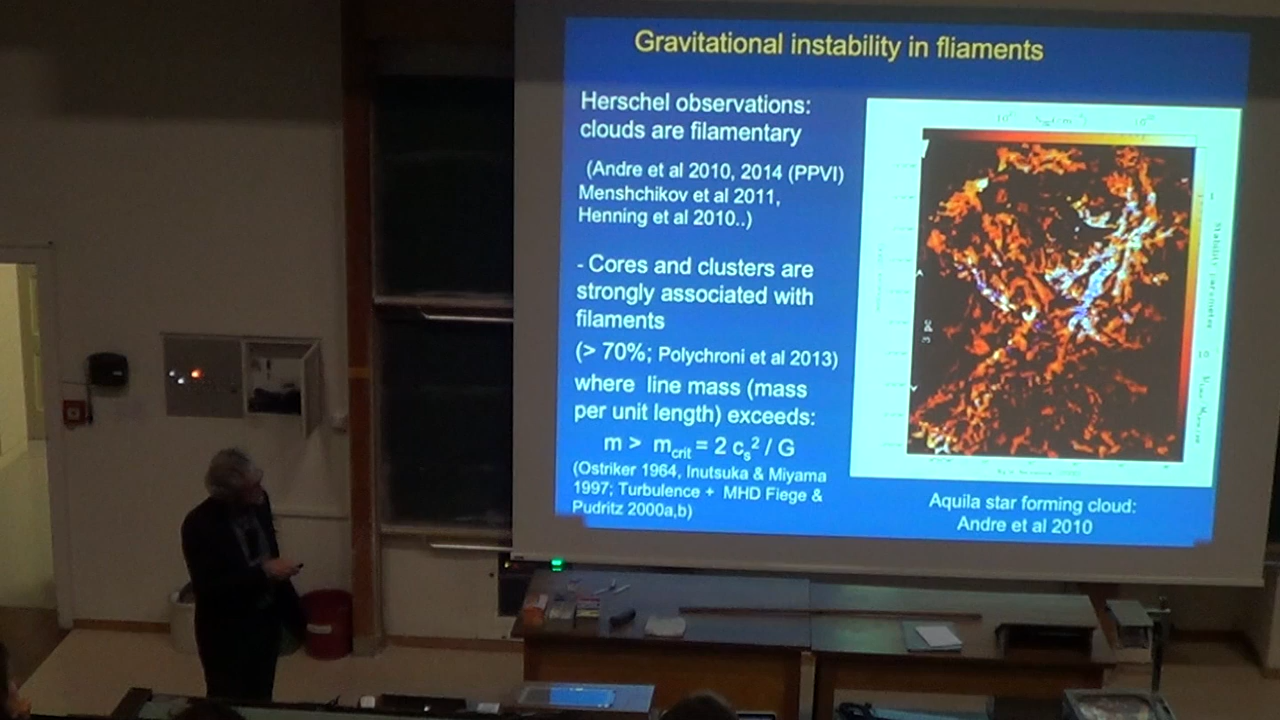 Gravitational instability in fliaments
Herschel observations:
clouds are filamentary
(Andre et al 2010, 2014 (PPVI)
Menshchikov et al 2011,
Henning et al 2010..)
- Cores and clusters are
strongly associated with
filaments
(> 70%; Polychroni et al 2013)
where line mass (mass
per unit length) exceeds:
m > mcrit = 2 cs² / G
(Ostriker 1964, Inutsuka & Miyama
1997; Turbulence + MHD Fiege &
Pudritz 2000a,b)
3 pc
Aquila star forming cloud:
Andre et al 2010